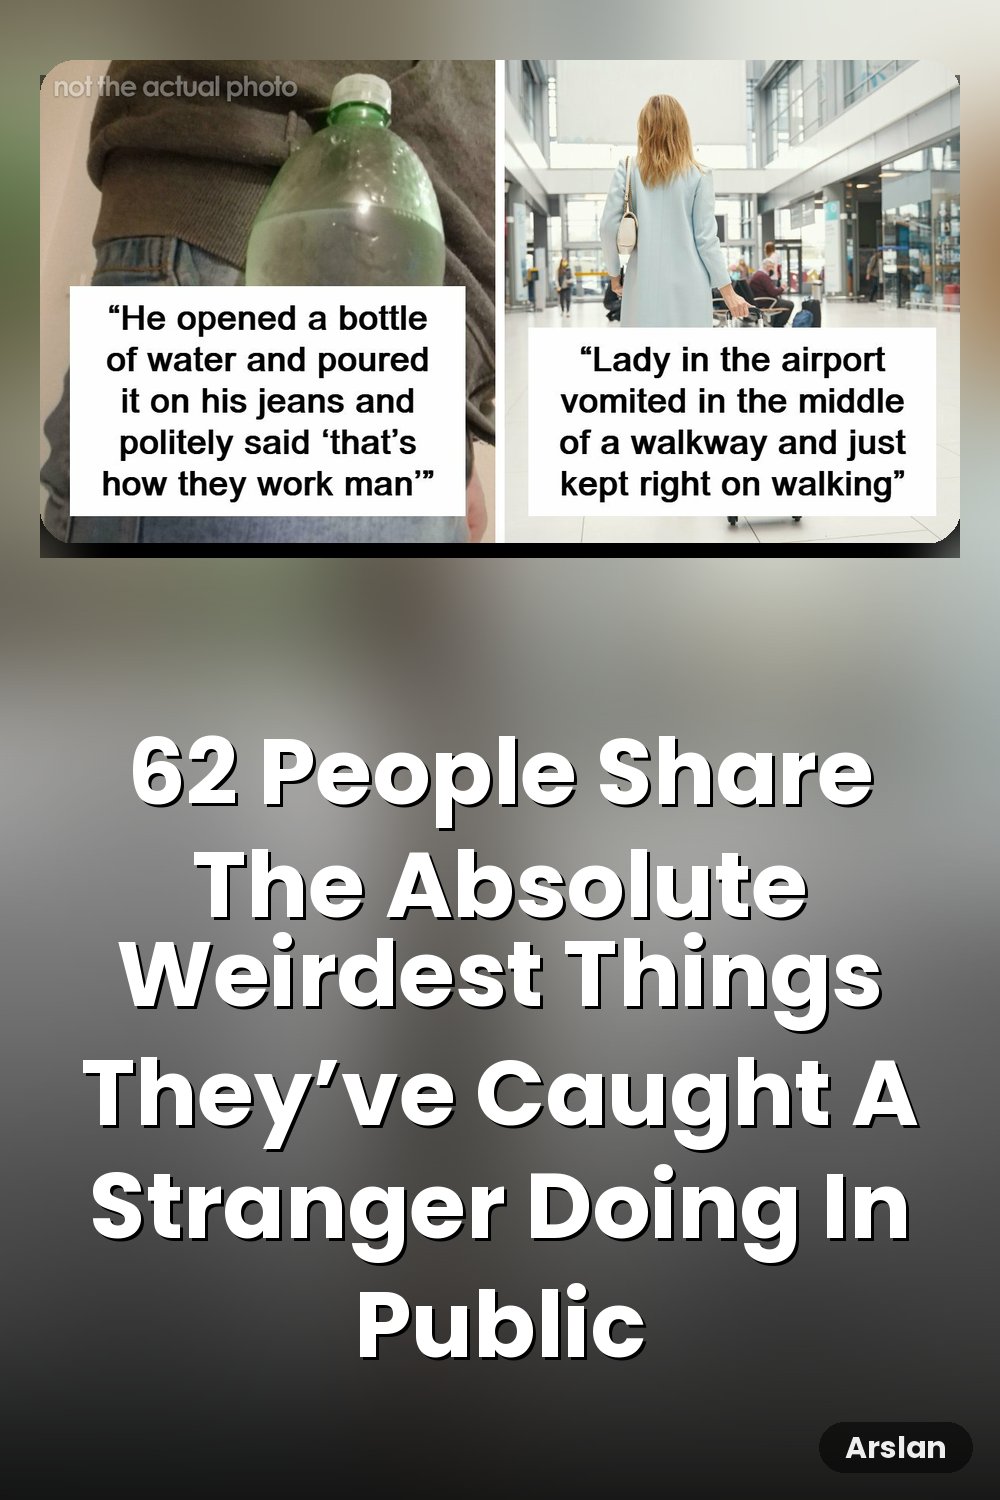 not the actual photo
“He opened a bottle
of water and poured
it on his jeans and
politely said ‘that’s
how they work man’”
“Lady in the airport
vomited in the middle
of a walkway and just
kept right on walking”
62 People Share
The Absolute
Weirdest Things
They’ve Caught A
Stranger Doing In
Public
Arslan